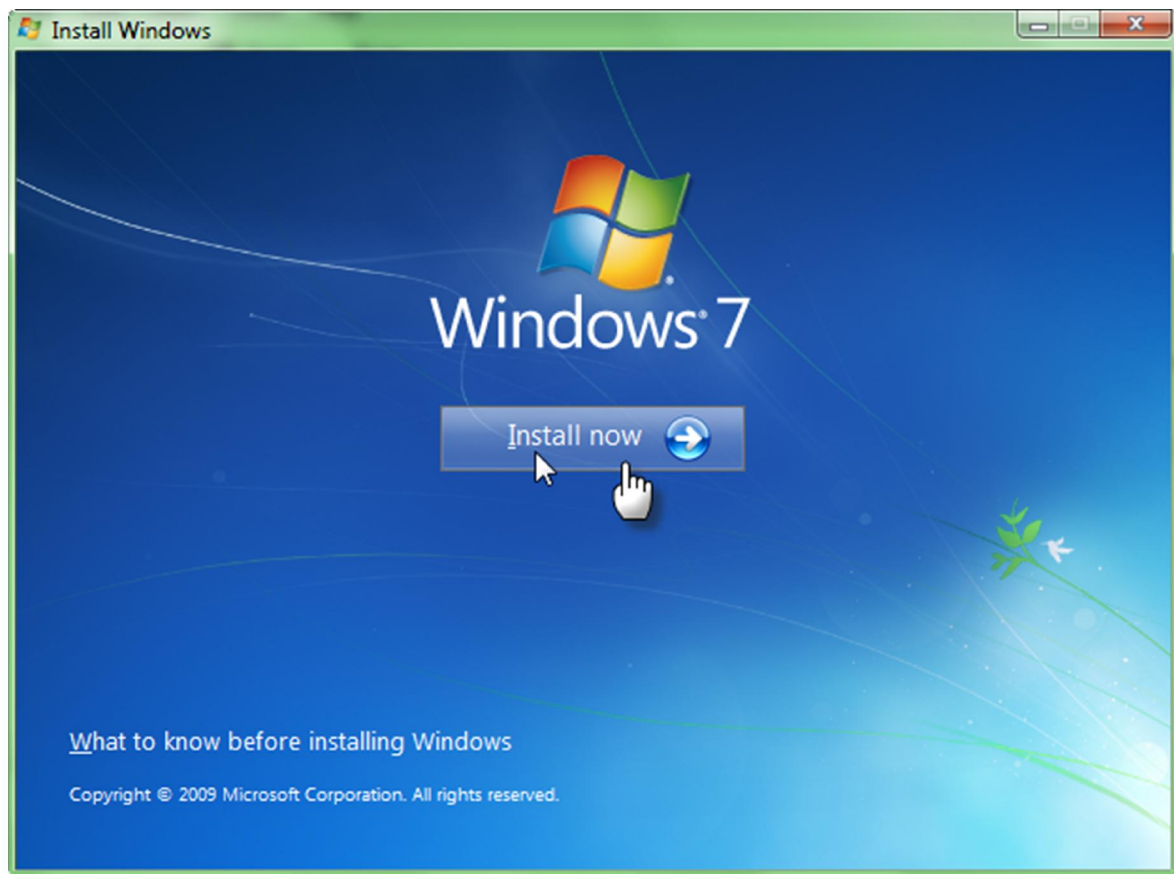 Install Windows
Windows® 7
Install now
What to know before installing Windows
Copyright © 2009 Microsoft Corporation. All rights reserved.